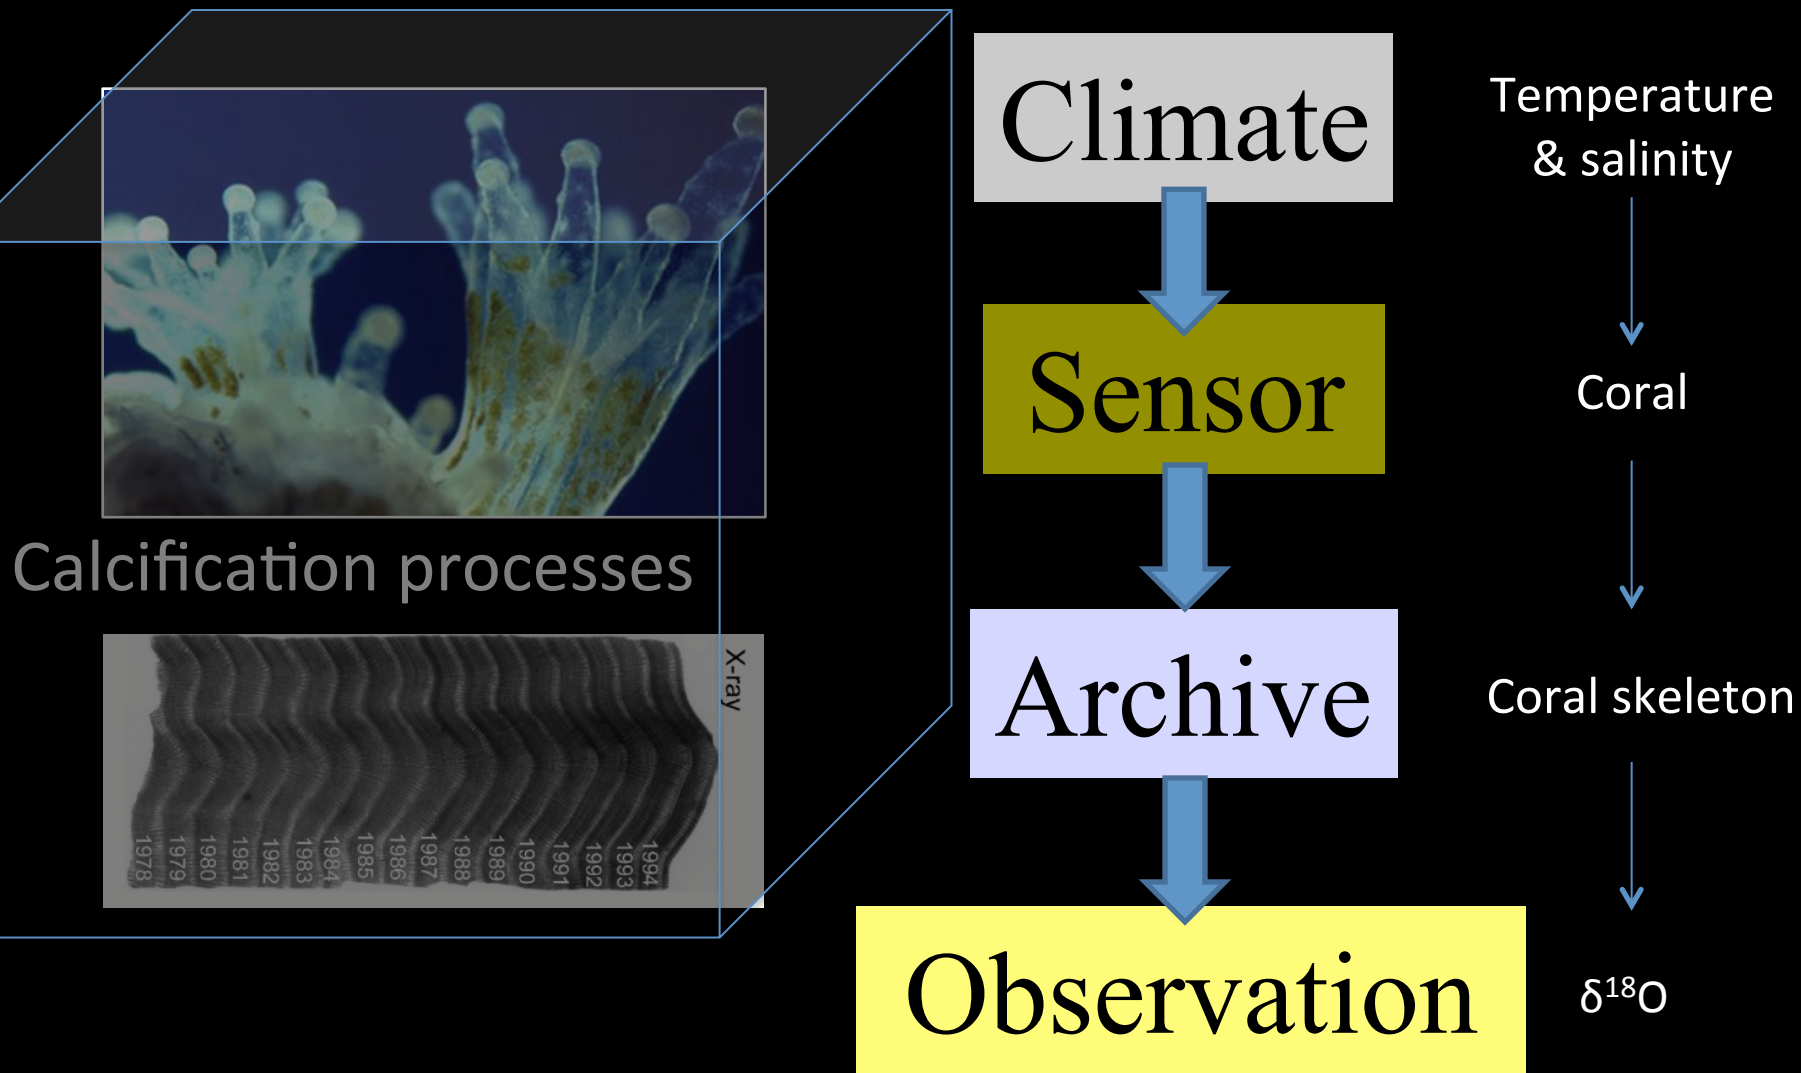 Climate
Temperature
& salinity
Sensor
Coral
Calcification processes
Archive
Coral skeleton
X-ray
1978
1979
1980
1981
1982
1983
1984
1985
1986
1987
1988
1989
1990
1991
1992
1993
1994
Observation
δ¹⁸O